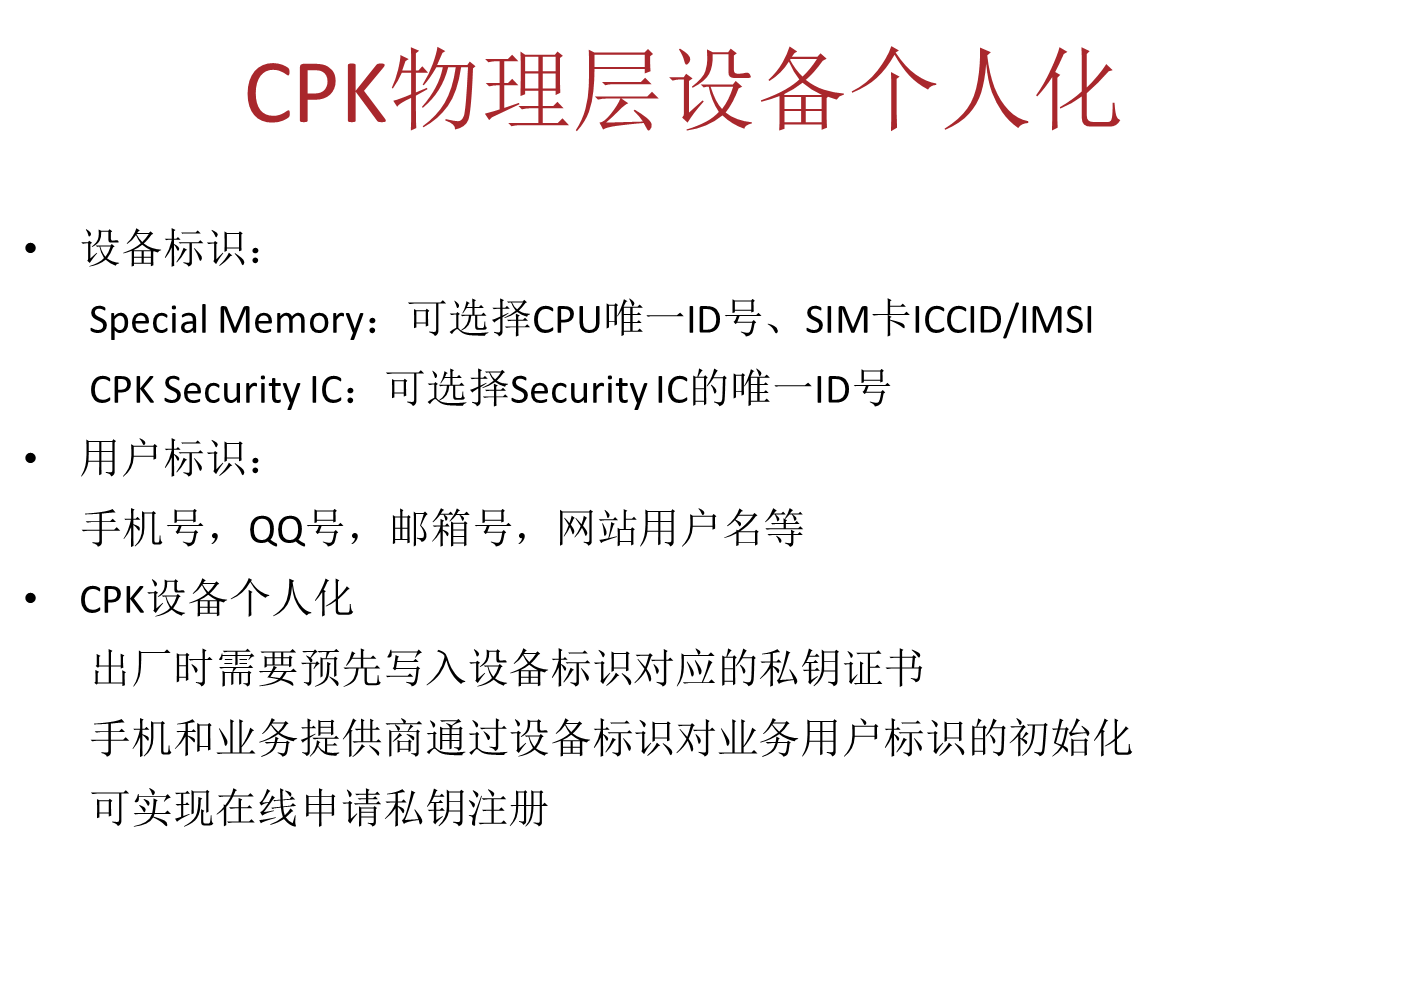 CPK物理层设备个人化
• 设备标识：
Special Memory：可选择CPU唯一ID号、SIM卡ICCID/IMSI
CPK Security IC：可选择Security IC的唯一ID号
• 用户标识：
手机号，QQ号，邮箱号，网站用户名等
• CPK设备个人化
出厂时需要预先写入设备标识对应的私钥证书
手机和业务提供商通过设备标识对业务用户标识的初始化
可实现在线申请私钥注册